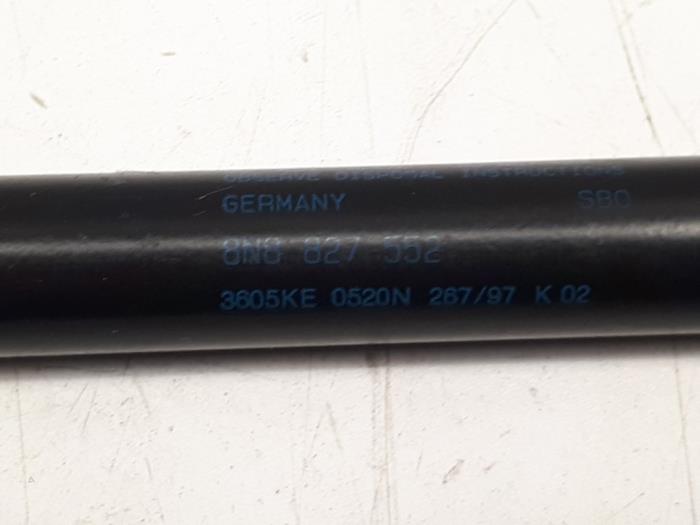 OBSERVE DISPOSAL INSTRUCTIONS
GERMANY SBO
8N8 827 552
3605KE 0520N 267/97 K 02